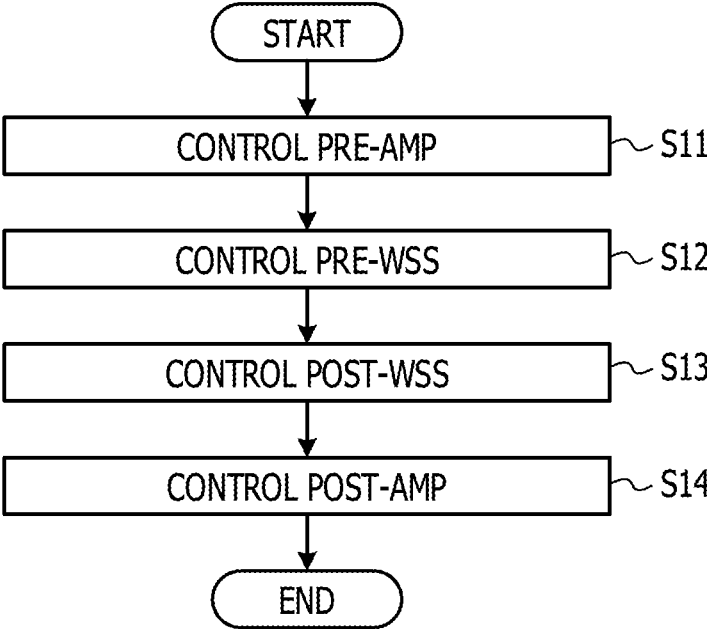 START
CONTROL PRE-AMP S11
CONTROL PRE-WSS S12
CONTROL POST-WSS S13
CONTROL POST-AMP S14
END